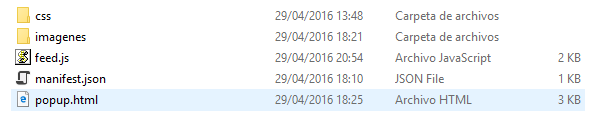 css 29/04/2016 13:48 Carpeta de archivos
imagenes 29/04/2016 18:21 Carpeta de archivos
feed.js 29/04/2016 20:54 Archivo JavaScript 2 KB
manifest.json 29/04/2016 18:10 JSON File 1 KB
popup.html 29/04/2016 18:25 Archivo HTML 3 KB